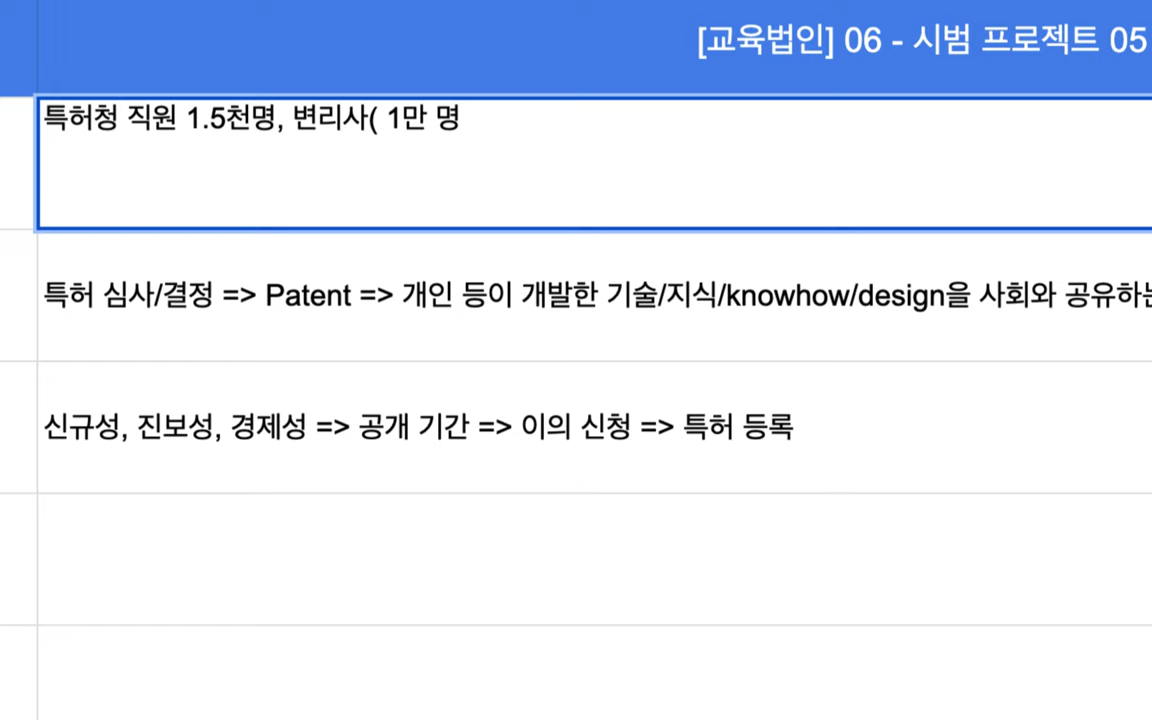 [교육법인] 06 - 시범 프로젝트 05
특허청 직원 1.5천명, 변리사( 1만 명
특허 심사/결정 => Patent => 개인 등이 개발한 기술/지식/knowhow/design을 사회와 공유하는
신규성, 진보성, 경제성 => 공개 기간 => 이의 신청 => 특허 등록